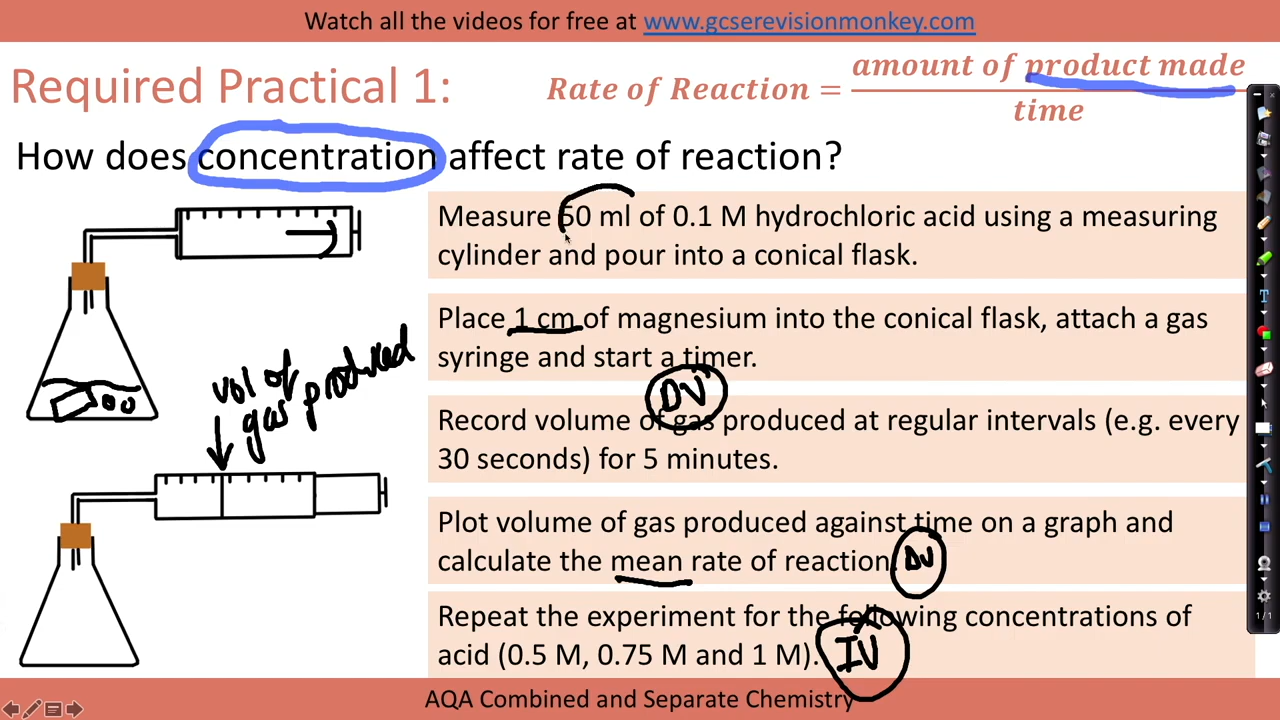 Watch all the videos for free at www.gcserevisionmonkey.com
Required Practical 1:
Rate of Reaction = amount of product made
time
How does concentration affect rate of reaction?
Measure 50 ml of 0.1 M hydrochloric acid using a measuring
cylinder and pour into a conical flask.
Place 1 cm of magnesium into the conical flask, attach a gas
syringe and start a timer.
DV
Record volume of gas produced at regular intervals (e.g. every
30 seconds) for 5 minutes.
vol of
gas produced
Plot volume of gas produced against time on a graph and
calculate the mean rate of reaction. DV
Repeat the experiment for the following concentrations of
acid (0.5 M, 0.75 M and 1 M). IV
AQA Combined and Separate Chemistry
1/1